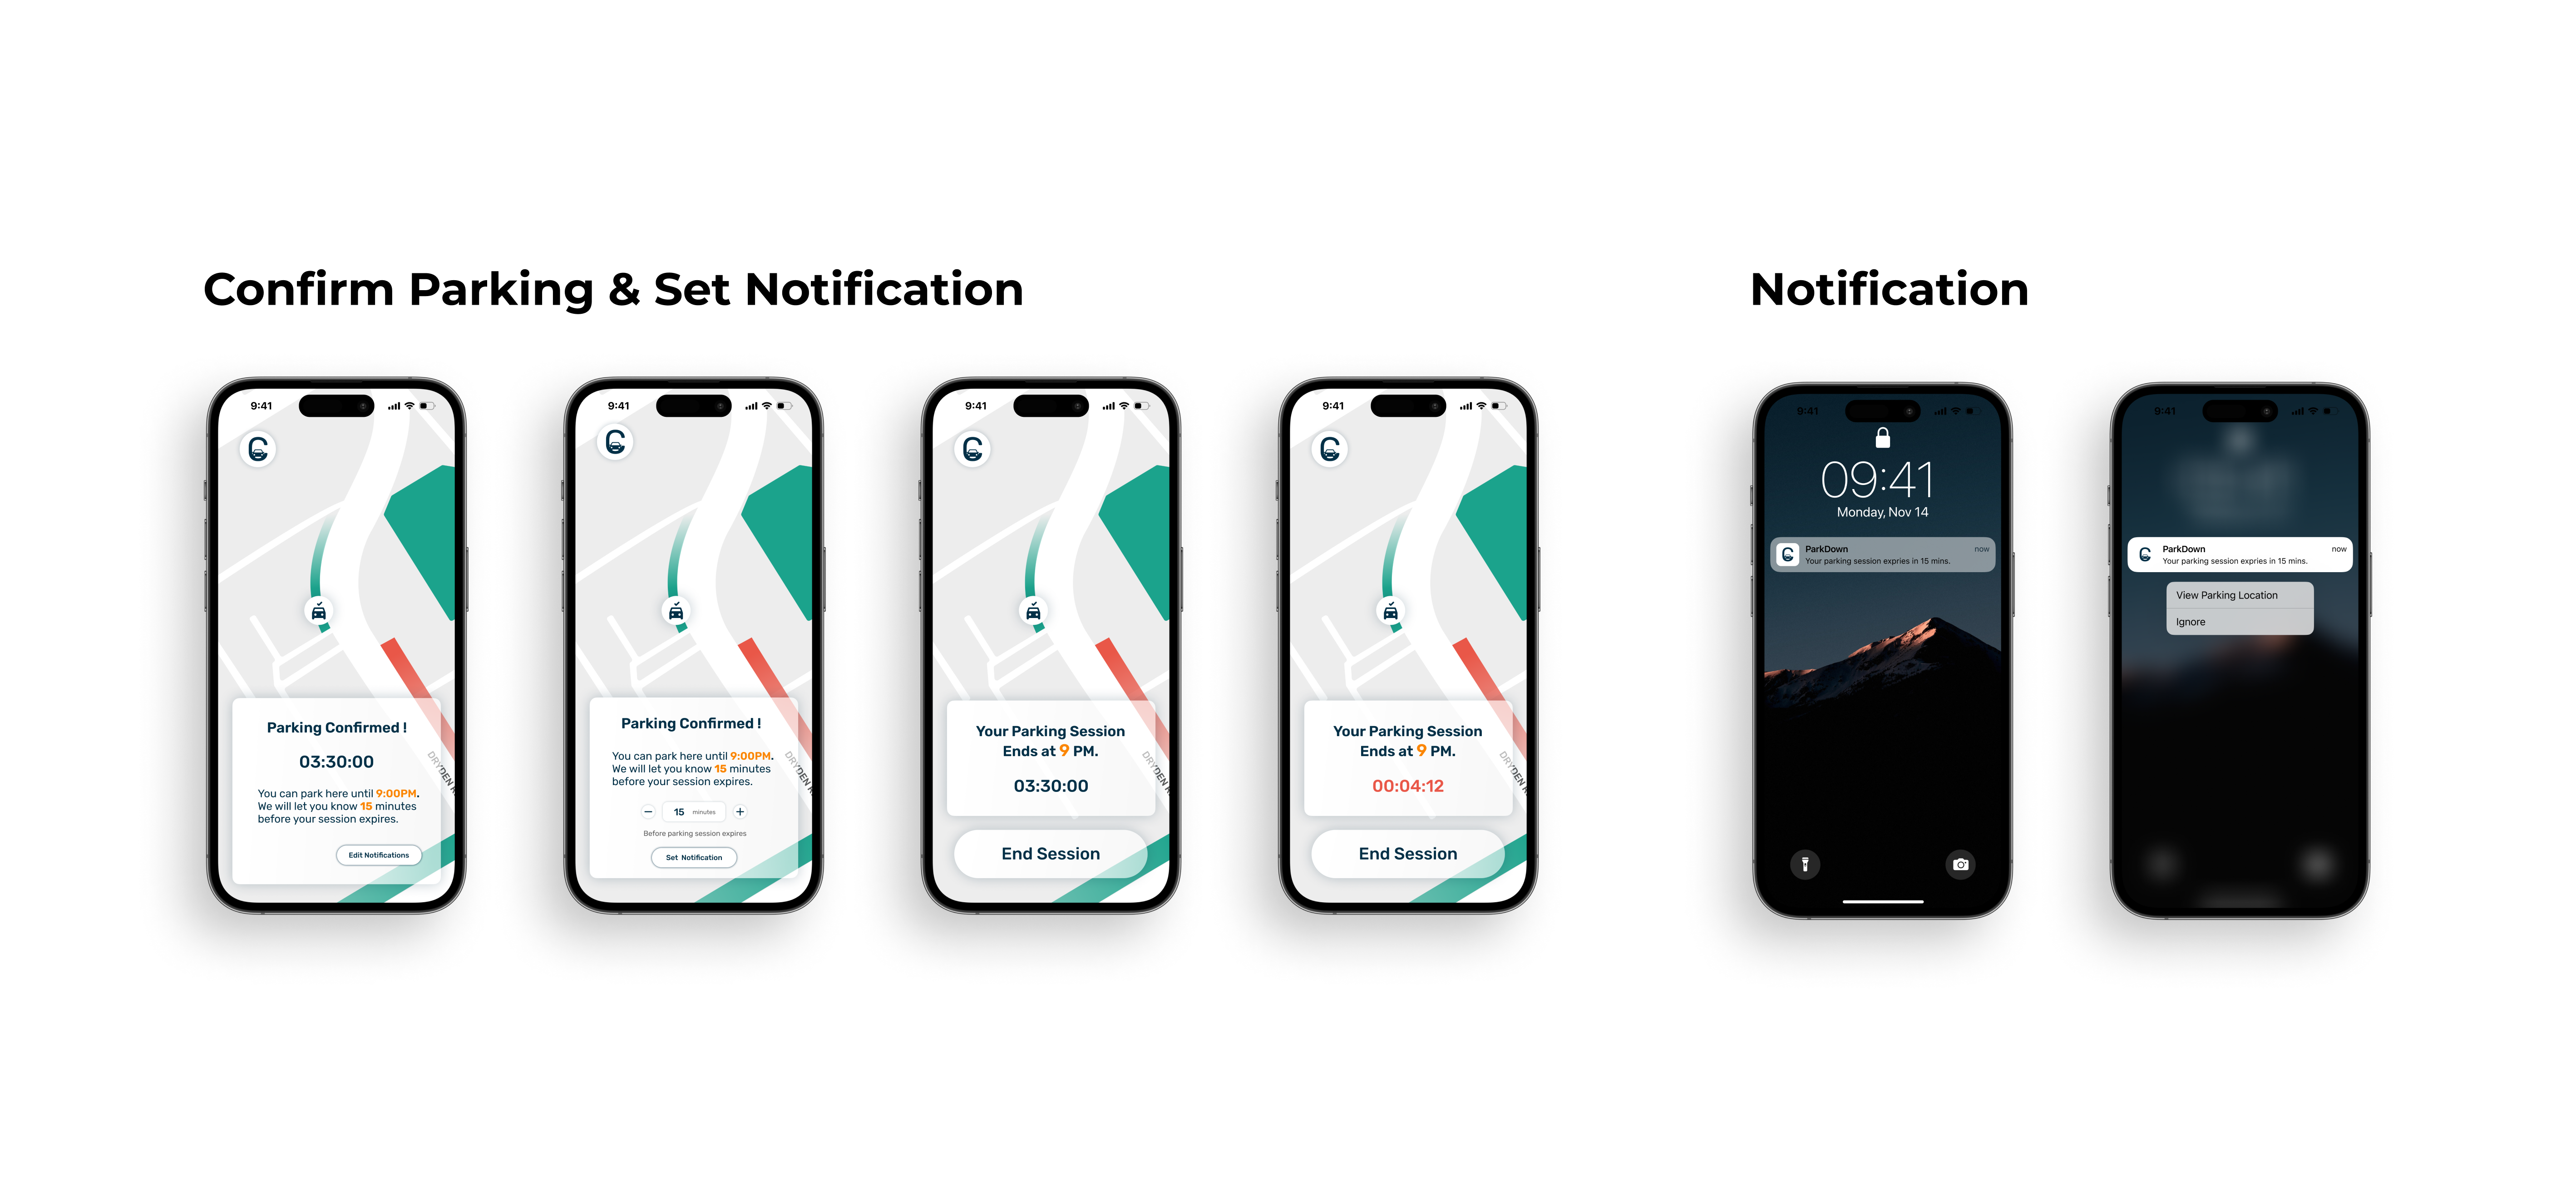 Confirm Parking & Set Notification
Notification
9:41
Parking Confirmed !
03:30:00
You can park here until 9:00PM.
We will let you know 15 minutes
before your session expires.
Edit Notifications
9:41
Parking Confirmed !
You can park here until 9:00PM.
We will let you know 15 minutes
before your session expires.
15 minutes
Before parking session expires
Set Notification
DRYDEN
9:41
Your Parking Session
Ends at 9 PM.
03:30:00
End Session
DRYDEN
9:41
Your Parking Session
Ends at 9 PM.
00:04:12
End Session
DRYDEN
9:41
09:41
Monday, Nov 14
ParkDown
now
Your parking session expries in 15 mins.
9:41
ParkDown
now
Your parking session expries in 15 mins.
View Parking Location
Ignore